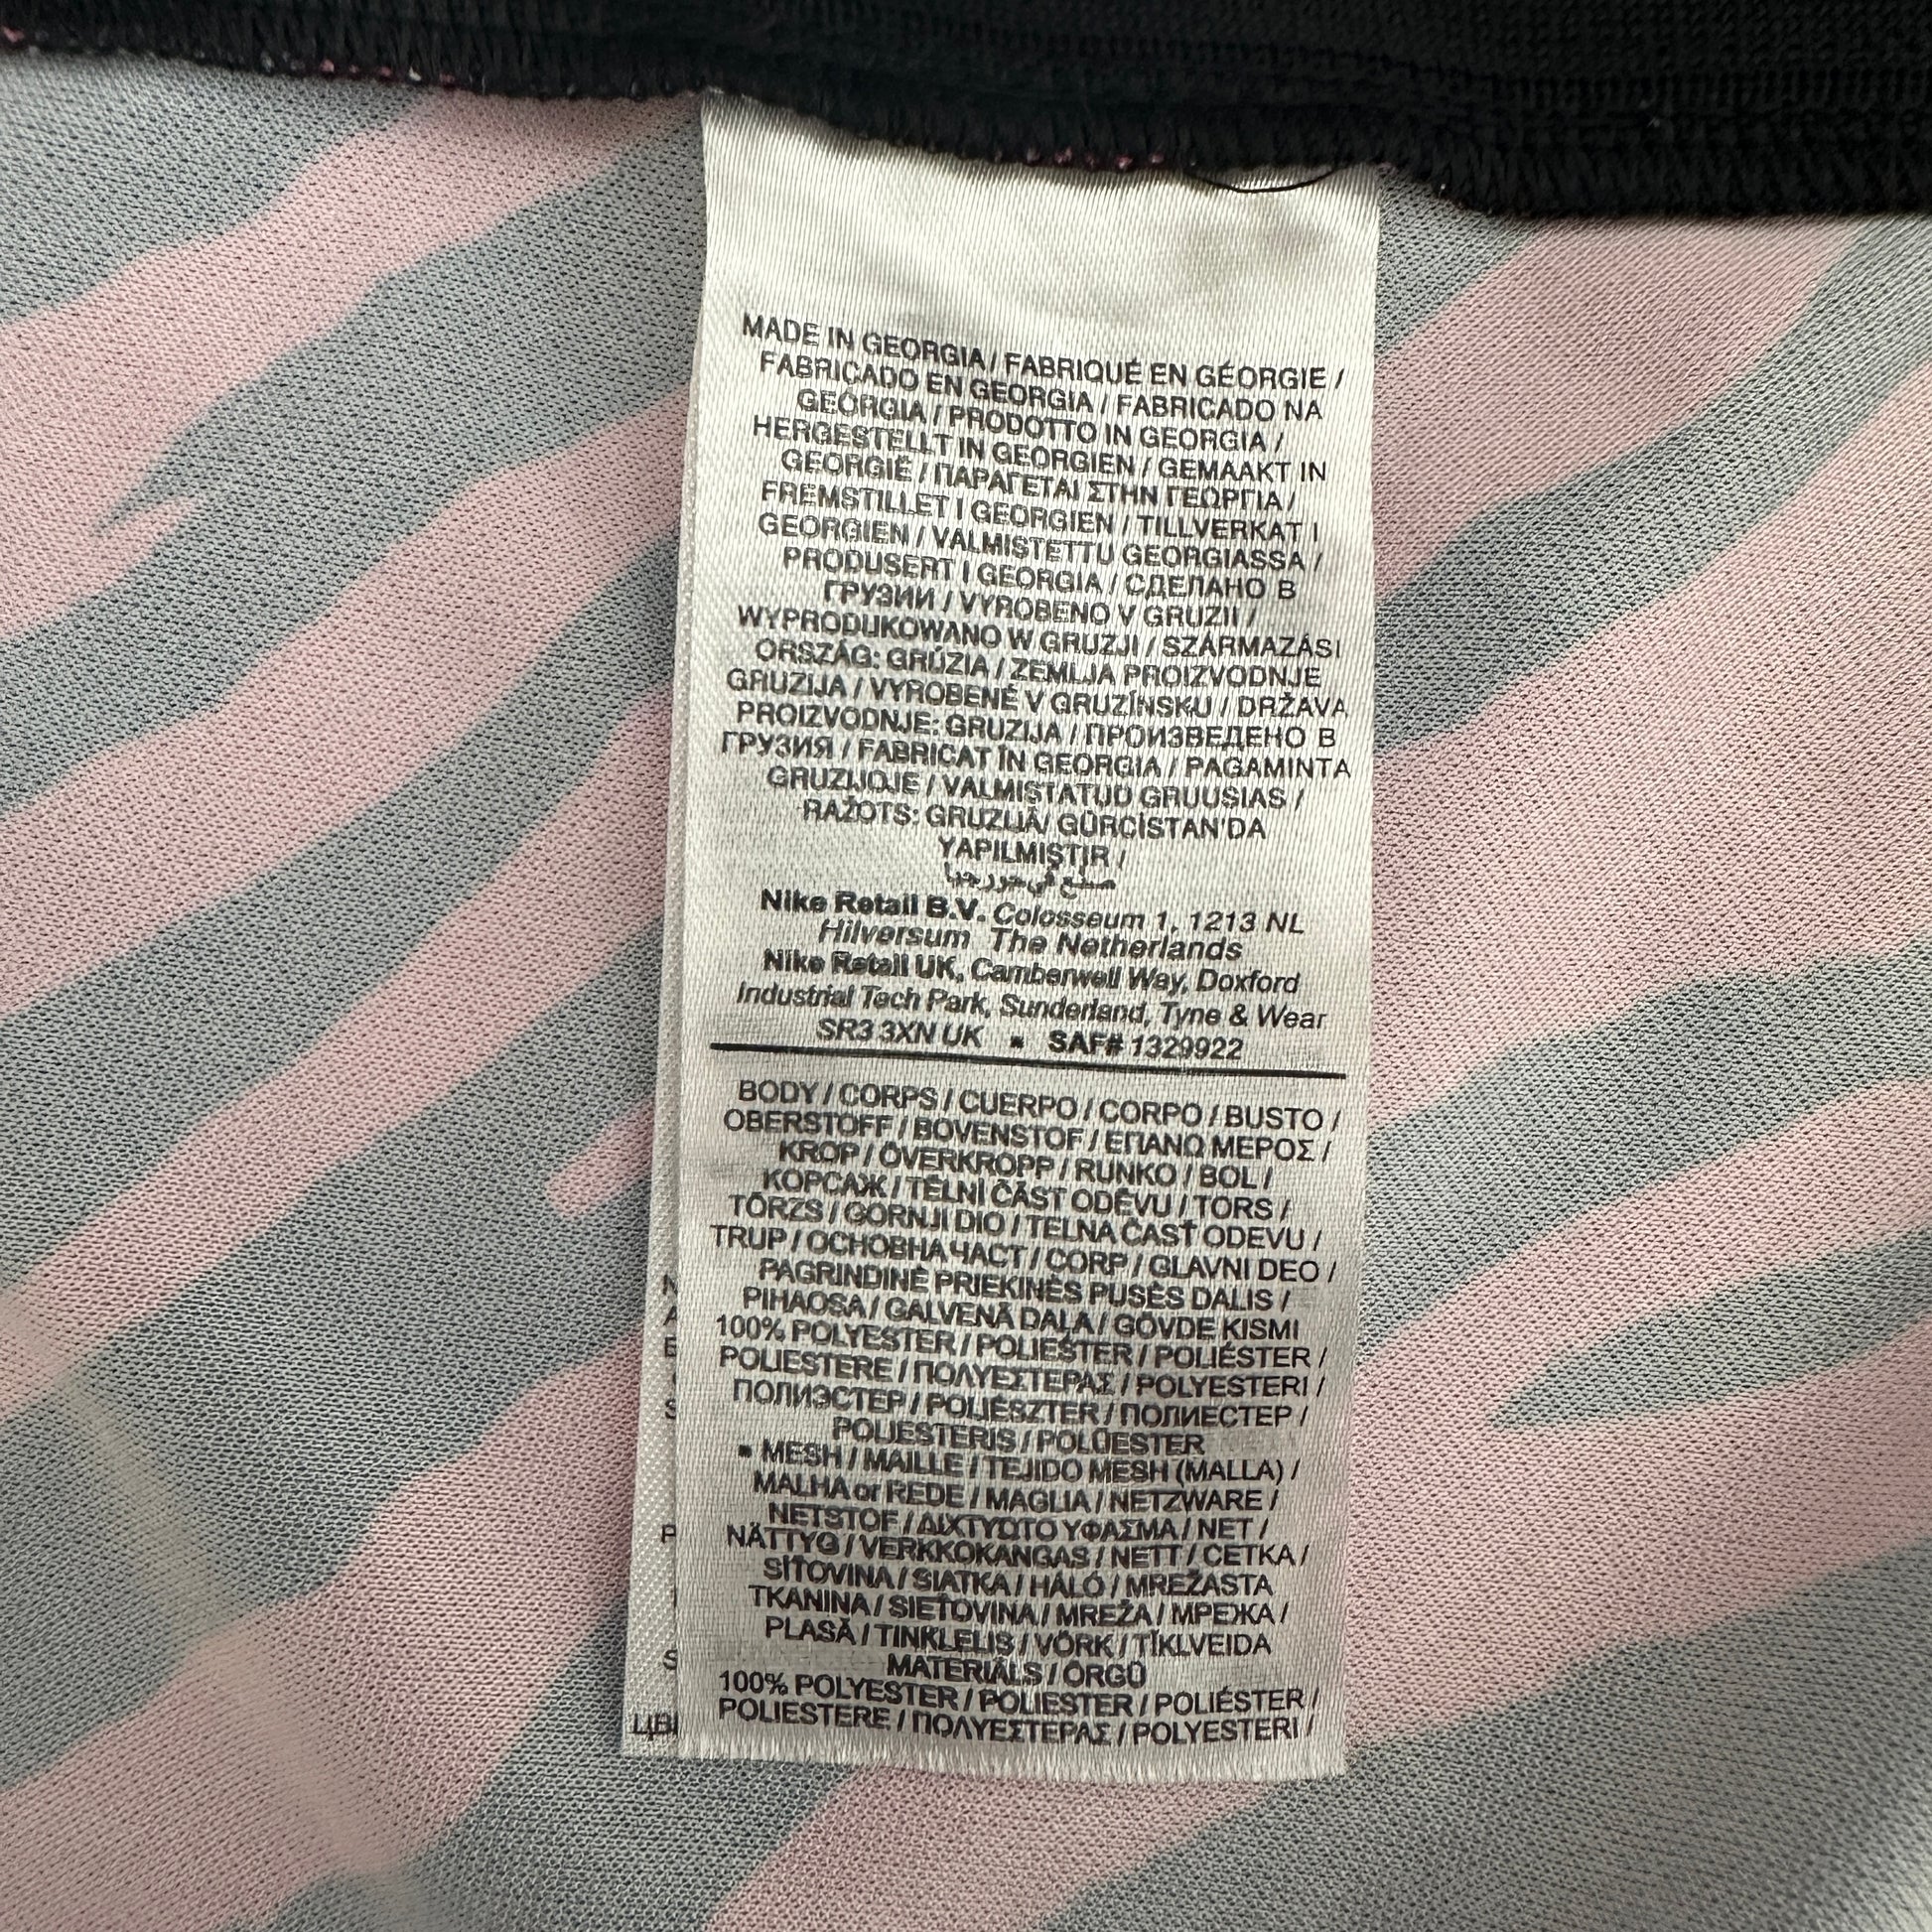 MADE IN GEORGIA / FABRIQUÉ EN GÉORGIE /
FABRICADO EN GEORGIA / FABRICADO NA
GEÓRGIA / PRODOTTO IN GEORGIA /
HERGESTELLT IN GEORGIEN / GEMAAKT IN
GEORGIË / ΠΑΡΑΓΕΤΑΙ ΣΤΗΝ ΓΕΩΡΓΙΑ /
FREMSTILLET I GEORGIEN / TILLVERKAT I
GEORGIEN / VALMISTETTU GEORGIASSA /
PRODUSERT I GEORGIA / СДЕЛАНО В
ГРУЗИИ / VYROBENO V GRUZII /
WYPRODUKOWANO W GRUZJI / SZÁRMAZÁSI
ORSZÁG: GRÚZIA / ZEMLJA PROIZVODNJE
GRUZIJA / VYROBENÉ V GRUZÍNSKU / DRŽAVA
PROIZVODNJE: GRUZIJA / ПРОИЗВЕДЕНО В
ГРУЗИЯ / FABRICAT ÎN GEORGIA / PAGAMINTA
GRUZIJOJE / VALMISTATUD GRUUSIAS /
RAŽOTS: GRUZIJĀ/ GÜRCİSTAN'DA
YAPILMIŞTIR /
صنع في جورجيا
Nike Retail B.V. Colosseum 1, 1213 NL
Hilversum The Netherlands
Nike Retail UK, Camberwell Way, Doxford
Industrial Tech Park, Sunderland, Tyne & Wear
SR3 3XN UK ▪ SAF# 1329922
BODY / CORPS / CUERPO / CORPO / BUSTO /
OBERSTOFF / BOVENSTOF / ΕΠΑΝΩ ΜΕΡΟΣ /
KROP / ÖVERKROPP / RUNKO / BOL /
КОРСАЖ / TĚLNÍ ČÁST ODĚVU / TORS /
TÖRZS / GORNJI DIO / TELNÁ ČASŤ ODEVU /
TRUP / ОСНОВНА ЧАСТ / CORP / GLAVNI DEO /
PAGRINDINĖ PRIEKINĖS PUSĖS DALIS /
PIHAOSA / GALVENĀ DAĻA / GÖVDE KISMI
100% POLYESTER / POLIESTER / POLIÉSTER /
POLIESTERE / ΠΟΛΥΕΣΤΕΡΑΣ / POLYESTERI /
ПОЛИЭСТЕР / POLIÉSZTER / ПОЛИЕСТЕР /
POLIESTERIS / POLÜESTER
▪ MESH / MAILLE / TEJIDO MESH (MALLA) /
MALHA or REDE / MAGLIA / NETZWARE /
NETSTOF / ΔΙΧΤΥΩΤΟ ΥΦΑΣΜΑ / NET /
NÄTTYG / VERKKOKANGAS / NETT / СЕТКА /
SÍŤOVINA / SIATKA / HÁLÓ / MREŽASTA
TKANINA / SIEŤOVINA / MREŽA / МРЕЖА /
PLASĂ / TINKLELIS / VÕRK / TĪKLVEIDA
MATERIĀLS / ÖRGÜ
100% POLYESTER / POLIESTER / POLIÉSTER /
POLIESTERE / ΠΟΛΥΕΣΤΕΡΑΣ / POLYESTERI /